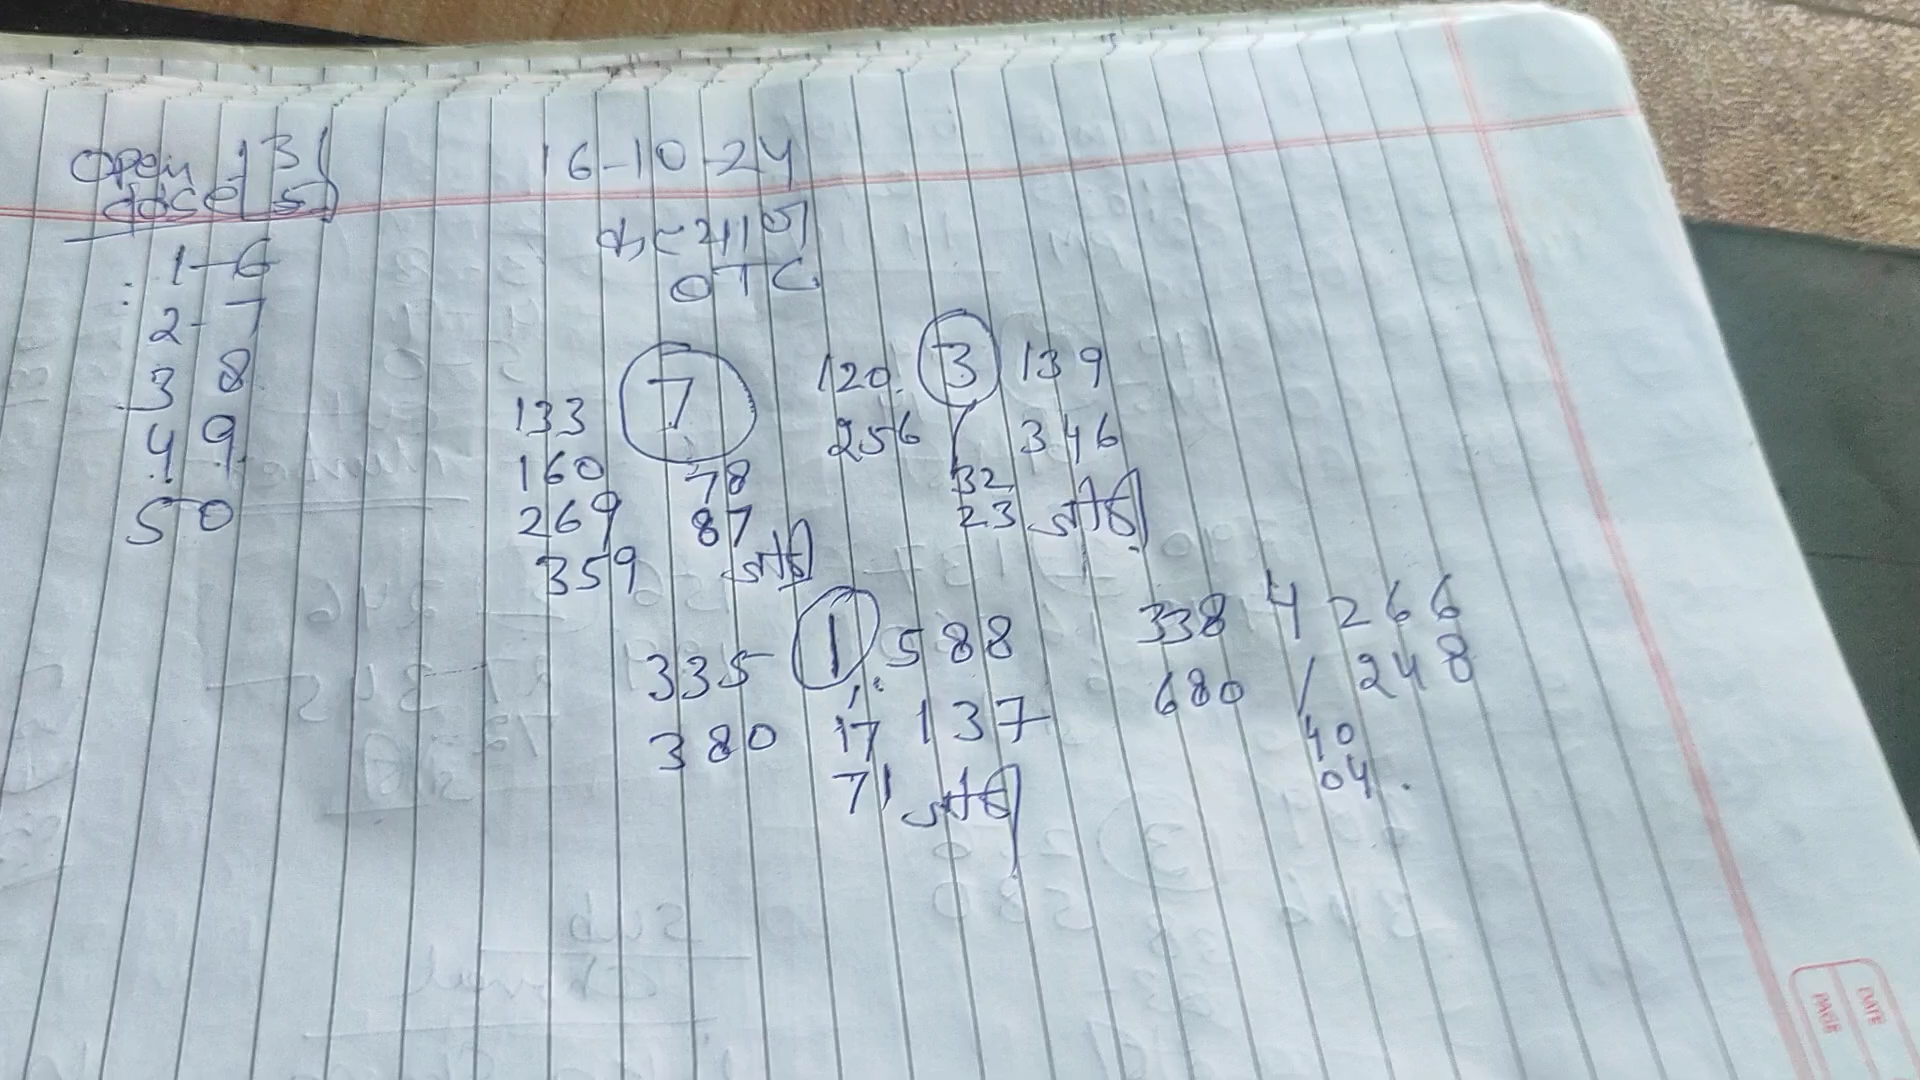 open 3
close 5
1-6
2-7
3 8
4 9
5 0
16-10-24
OTC
7
133
160 78
269 87
359
120 3 139
256 346
32
23
335 1 588
380 17 137
71
338 4 266
680 / 248
40
04
PAGE
DATE